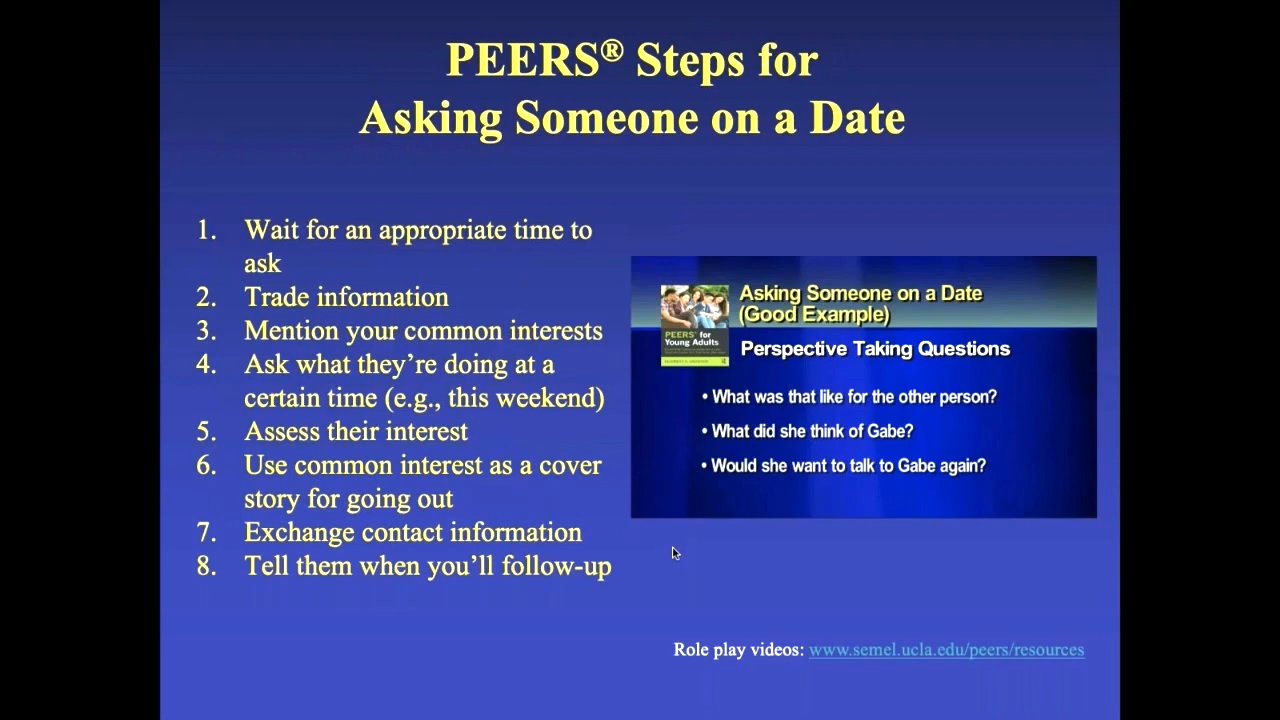 PEERS® Steps for
Asking Someone on a Date
1. Wait for an appropriate time to
ask
2. Trade information
3. Mention your common interests
4. Ask what they’re doing at a
certain time (e.g., this weekend)
5. Assess their interest
6. Use common interest as a cover
story for going out
7. Exchange contact information
8. Tell them when you’ll follow-up
Asking Someone on a Date
(Good Example)
PEERS® for
Young Adults
Perspective Taking Questions
• What was that like for the other person?
• What did she think of Gabe?
• Would she want to talk to Gabe again?
Role play videos: www.semel.ucla.edu/peers/resources